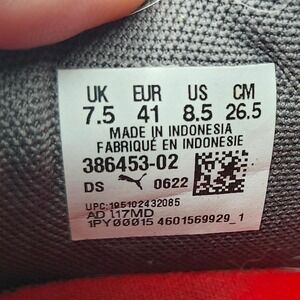 UK EUR US CM
7.5 41 8.5 26.5
MADE IN INDONESIA
FABRIQUÉ EN INDONESIE
386453-02
DS 0622
UPC:195102432085
AD 117MD
1PY00015 4601569929_1